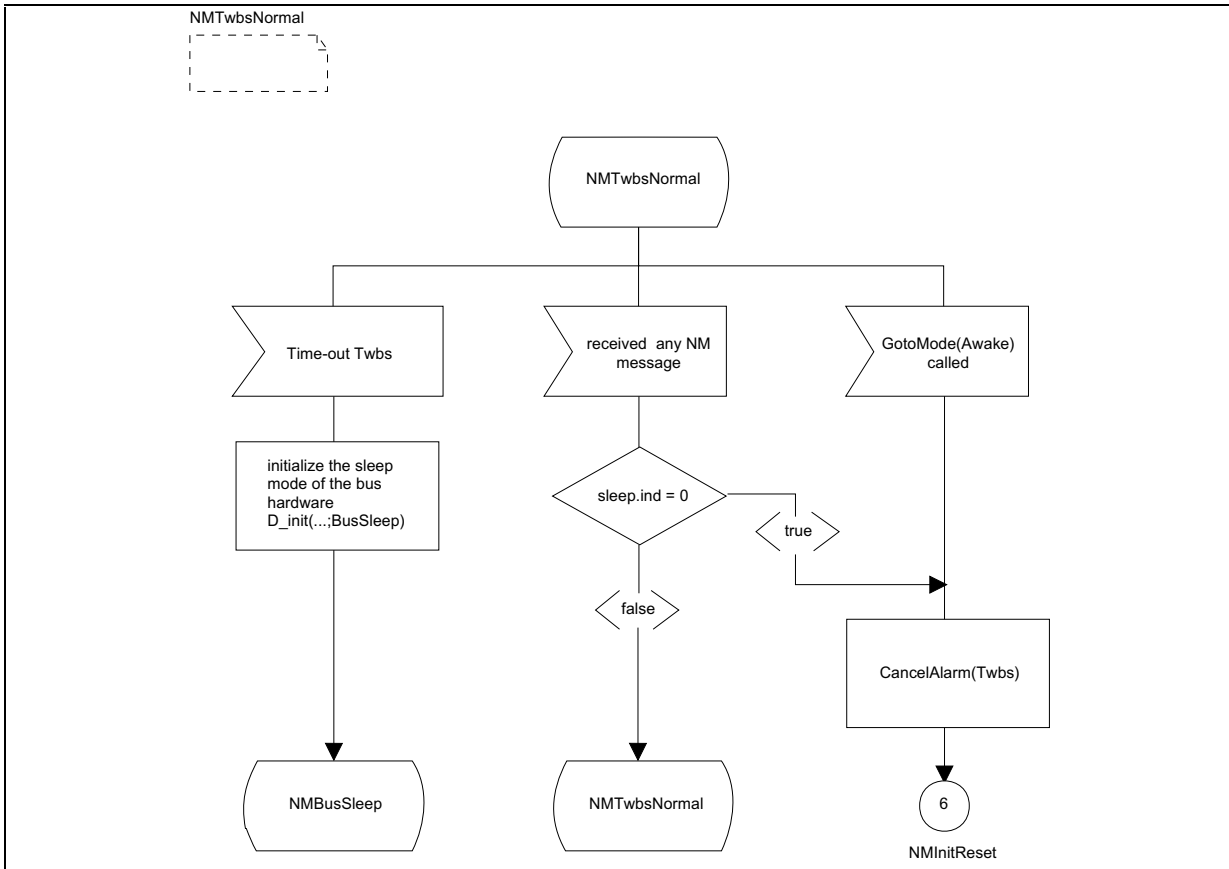 NMTwbsNormal
NMTwbsNormal
Time-out Twbs
received any NM
message
GotoMode(Awake)
called
initialize the sleep
mode of the bus
hardware
D_init(...;BusSleep)
sleep.ind = 0
true
false
CancelAlarm(Twbs)
NMBusSleep
NMTwbsNormal
6
NMInitReset